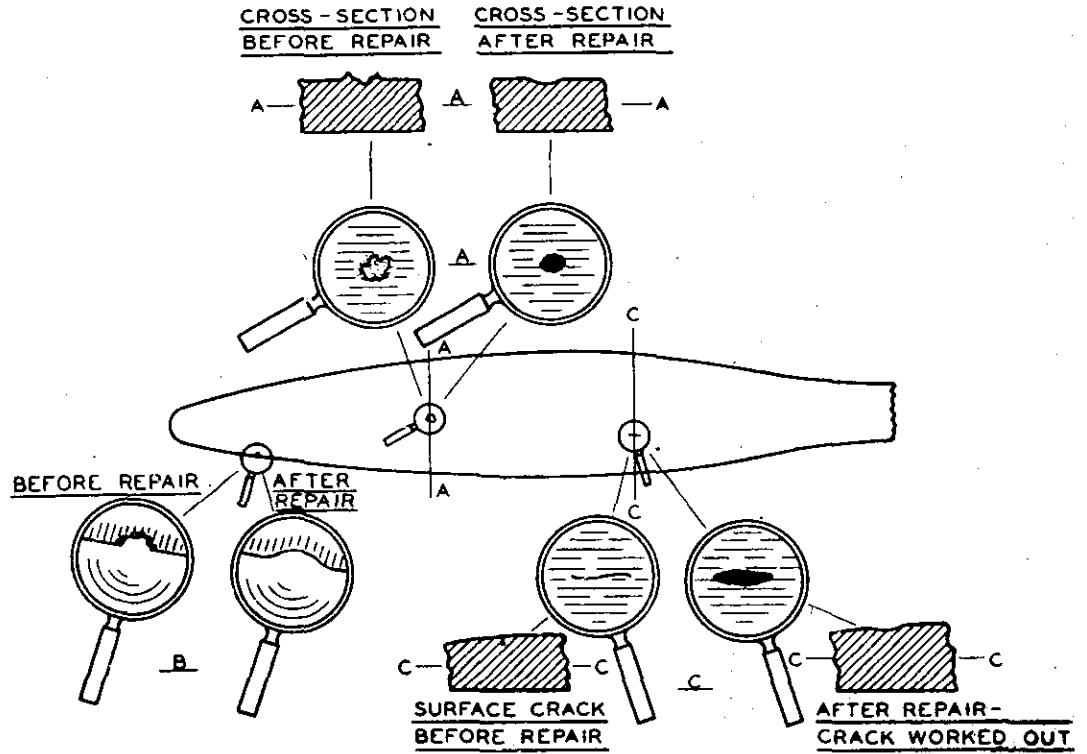 CROSS-SECTION
BEFORE REPAIR
CROSS-SECTION
AFTER REPAIR
A
A
A
A
C
A
A
C
BEFORE REPAIR
AFTER
REPAIR
B
C
C
C
C
C
SURFACE CRACK
BEFORE REPAIR
AFTER REPAIR-
CRACK WORKED OUT